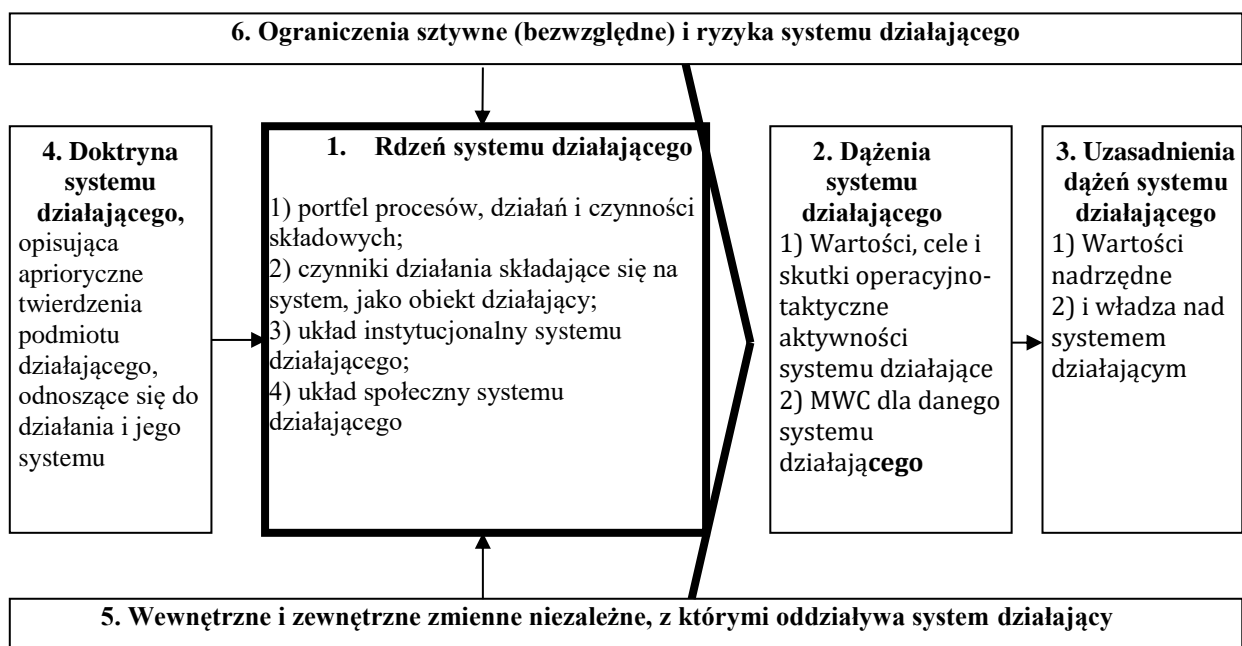 6. Ograniczenia sztywne (bezwzględne) i ryzyka systemu działającego
4. Doktryna
systemu
działającego,
opisująca
aprioryczne
twierdzenia
podmiotu
działającego,
odnoszące się do
działania i jego
systemu
1. Rdzeń systemu działającego
1) portfel procesów, działań i czynności
składowych;
2) czynniki działania składające się na
system, jako obiekt działający;
3) układ instytucjonalny systemu
działającego;
4) układ społeczny systemu
działającego
2. Dążenia
systemu
działającego
1) Wartości, cele i
skutki operacyjno-
taktyczne
aktywności
systemu działające
2) MWC dla danego
systemu
działającego
3. Uzasadnienia
dążeń systemu
działającego
1) Wartości
nadrzędne
2) i władza nad
systemem
działającym
5. Wewnętrzne i zewnętrzne zmienne niezależne, z którymi oddziaływa system działający